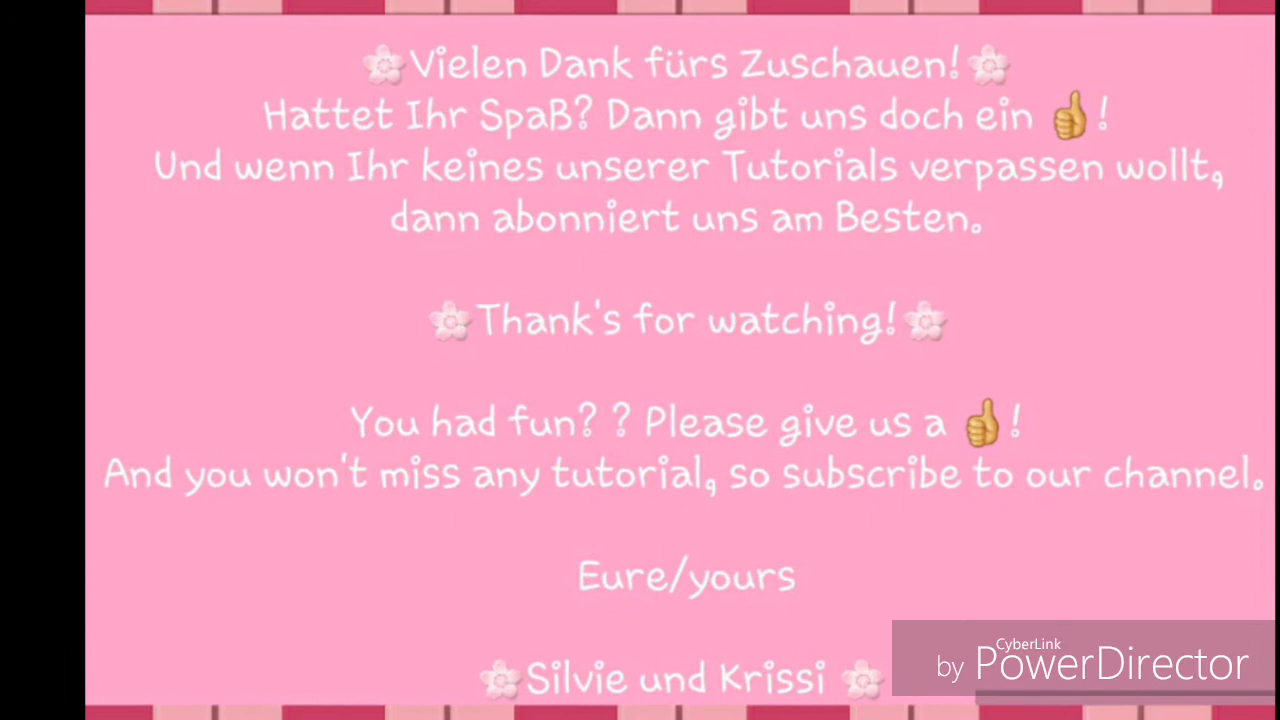 🌸Vielen Dank fürs Zuschauen!🌸
Hattet Ihr Spaß? Dann gibt uns doch ein 👍!
Und wenn Ihr keines unserer Tutorials verpassen wollt,
dann abonniert uns am Besten.
🌸Thank's for watching!🌸
You had fun? ? Please give us a 👍!
And you won't miss any tutorial, so subscribe to our channel.
Eure/yours
🌸Silvie und Krissi 🌸
CyberLink
by PowerDirector